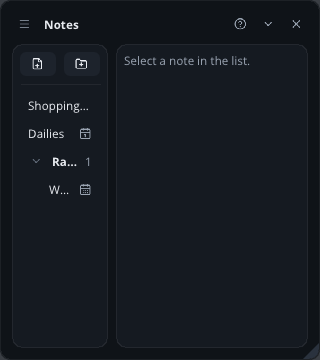 Notes
Select a note in the list.
Shopping...
Dailies
Ra... 1
W...